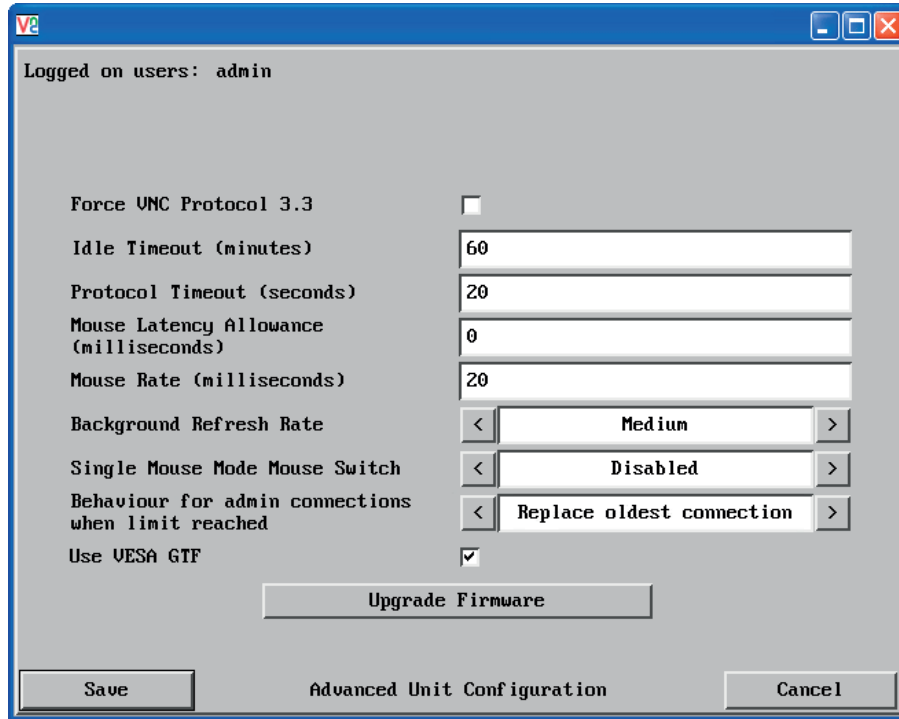 Logged on users: admin
Force VNC Protocol 3.3
Idle Timeout (minutes) 60
Protocol Timeout (seconds) 20
Mouse Latency Allowance
(milliseconds) 0
Mouse Rate (milliseconds) 20
Background Refresh Rate < Medium >
Single Mouse Mode Mouse Switch < Disabled >
Behaviour for admin connections
when limit reached < Replace oldest connection >
Use VESA GTF
Upgrade Firmware
Save Advanced Unit Configuration Cancel